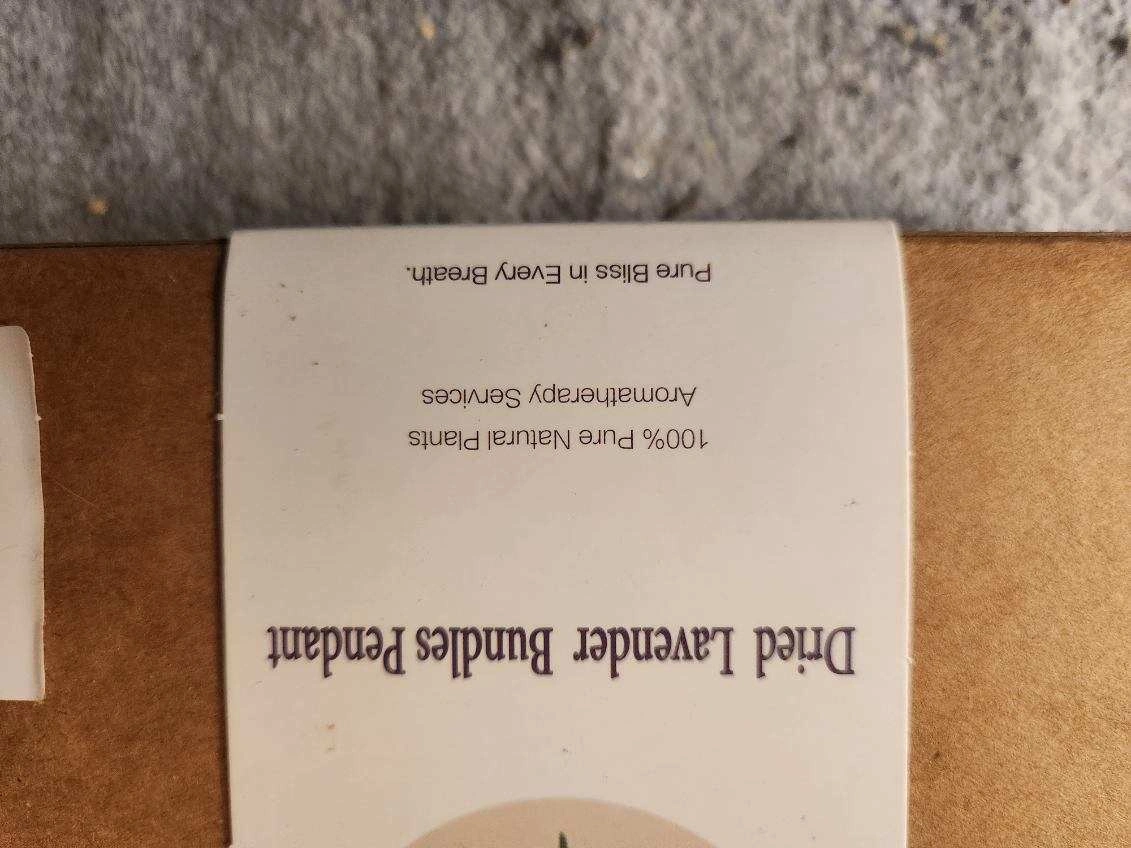 Dried Lavender Bundles Pendant
100% Pure Natural Plants
Aromatherapy Services
Pure Bliss in Every Breath.